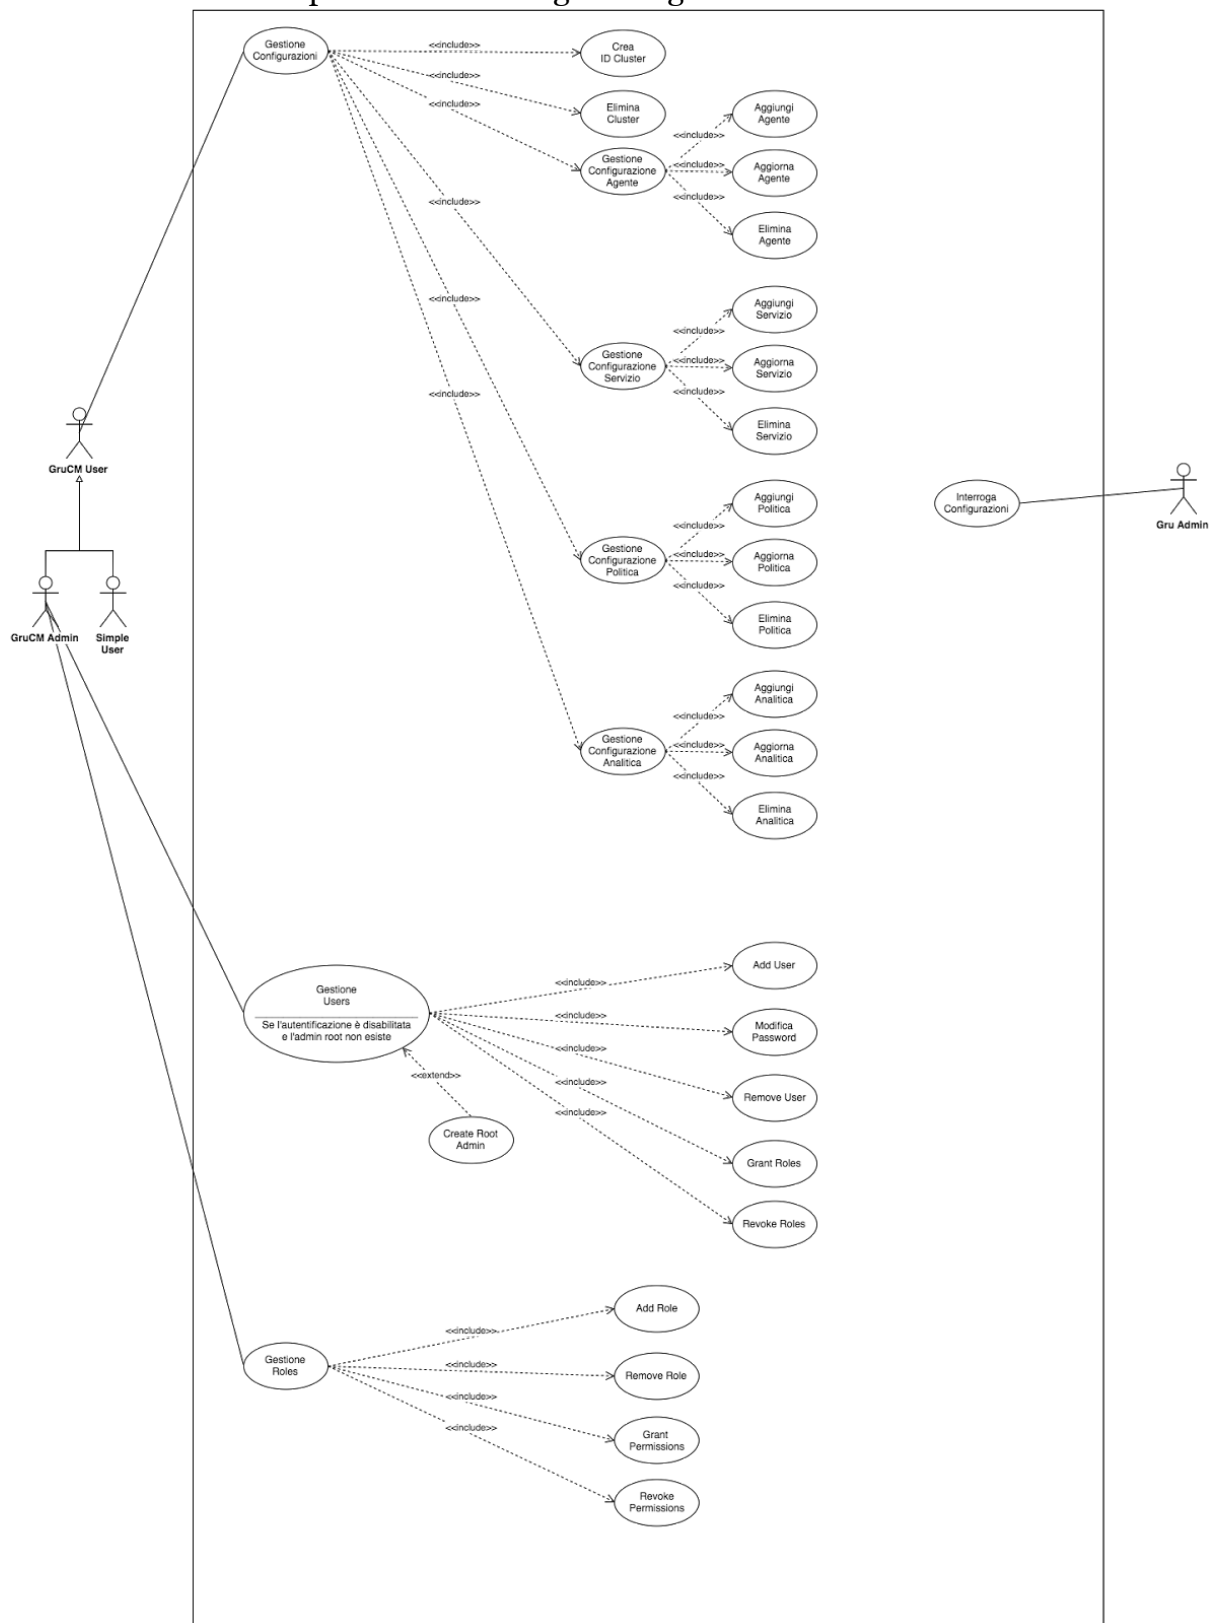 <<include>>
Gestione
Configurazioni
Crea
ID Cluster
<<include>>
<<include>>
Elimina
Cluster
Aggiungi
Agente
<<include>>
Gestione
Configurazione
Agente
<<include>>
Aggiorna
Agente
<<include>>
<<include>>
Elimina
Agente
<<include>>
Aggiungi
Servizio
<<include>>
Gestione
Configurazione
Servizio
<<include>>
Aggiorna
Servizio
<<include>>
<<include>>
Elimina
Servizio
GruCM User
Aggiungi
Politica
Interroga
Configurazioni
Gru Admin
<<include>>
Gestione
Configurazione
Politica
<<include>>
Aggiorna
Politica
<<include>>
Elimina
Politica
GruCM Admin
Simple
User
Aggiungi
Analitica
<<include>>
Gestione
Configurazione
Analitica
<<include>>
Aggiorna
Analitica
<<include>>
Elimina
Analitica
Gestione
Users
Se l'autentificazione è disabilitata
e l'admin root non esiste
<<include>>
Add User
<<include>>
Modifica
Password
<<include>>
Remove User
<<include>>
<<include>>
<<extend>>
Create Root
Admin
Grant Roles
Revoke Roles
Add Role
<<include>>
Gestione
Roles
<<include>>
Remove Role
<<include>>
<<include>>
Grant
Permissions
Revoke
Permissions